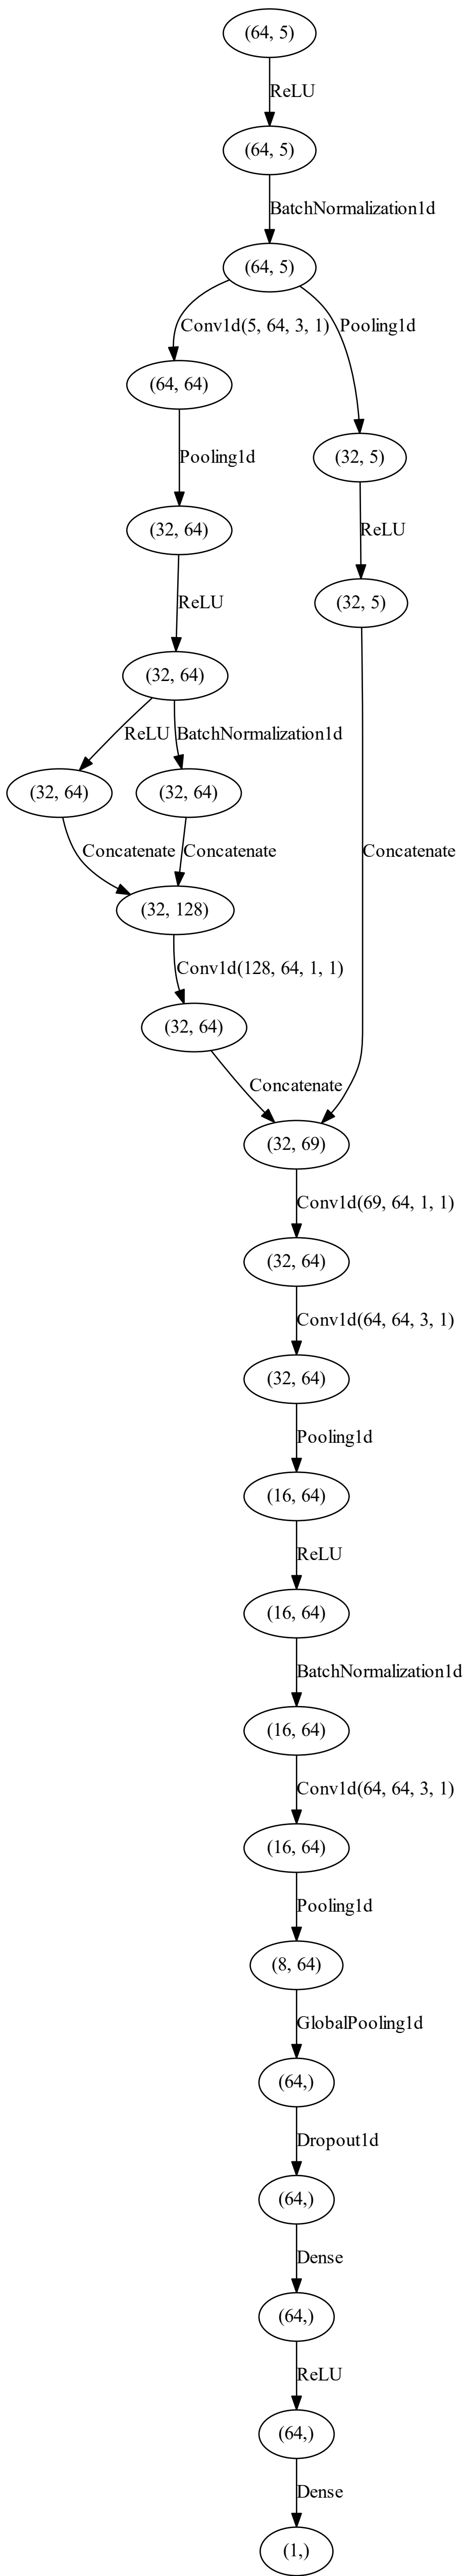 (64, 5)
ReLU
(64, 5)
BatchNormalization1d
(64, 5)
Conv1d(5, 64, 3, 1)
Pooling1d
(64, 64)
Pooling1d
(32, 5)
(32, 64)
ReLU
ReLU
(32, 5)
(32, 64)
ReLU
BatchNormalization1d
(32, 64)
(32, 64)
Concatenate
Concatenate
Concatenate
(32, 128)
Conv1d(128, 64, 1, 1)
(32, 64)
Concatenate
(32, 69)
Conv1d(69, 64, 1, 1)
(32, 64)
Conv1d(64, 64, 3, 1)
(32, 64)
Pooling1d
(16, 64)
ReLU
(16, 64)
BatchNormalization1d
(16, 64)
Conv1d(64, 64, 3, 1)
(16, 64)
Pooling1d
(8, 64)
GlobalPooling1d
(64,)
Dropout1d
(64,)
Dense
(64,)
ReLU
(64,)
Dense
(1,)